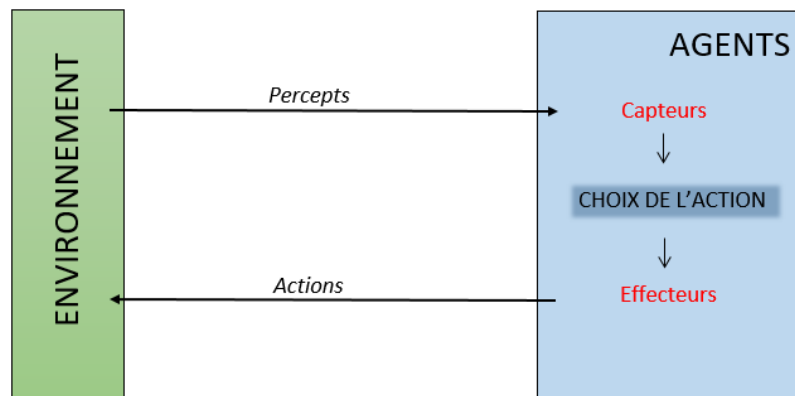 ENVIRONNEMENT
AGENTS
Percepts
Capteurs
CHOIX DE L'ACTION
Actions
Effecteurs